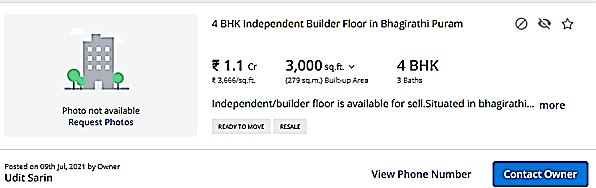 4 BHK Independent Builder Floor in Bhagirathi Puram
₹ 1.1 Cr
₹ 3,666/sq.ft.
3,000 sq.ft.
(279 sq.m.) Built-up Area
4 BHK
3 Baths
Photo not available
Request Photos
Independent/builder floor is available for sell.Situated in bhagirathi... more
READY TO MOVE
RESALE
Posted on 09th Jul, 2021 by Owner
Udit Sarin
View Phone Number
Contact Owner